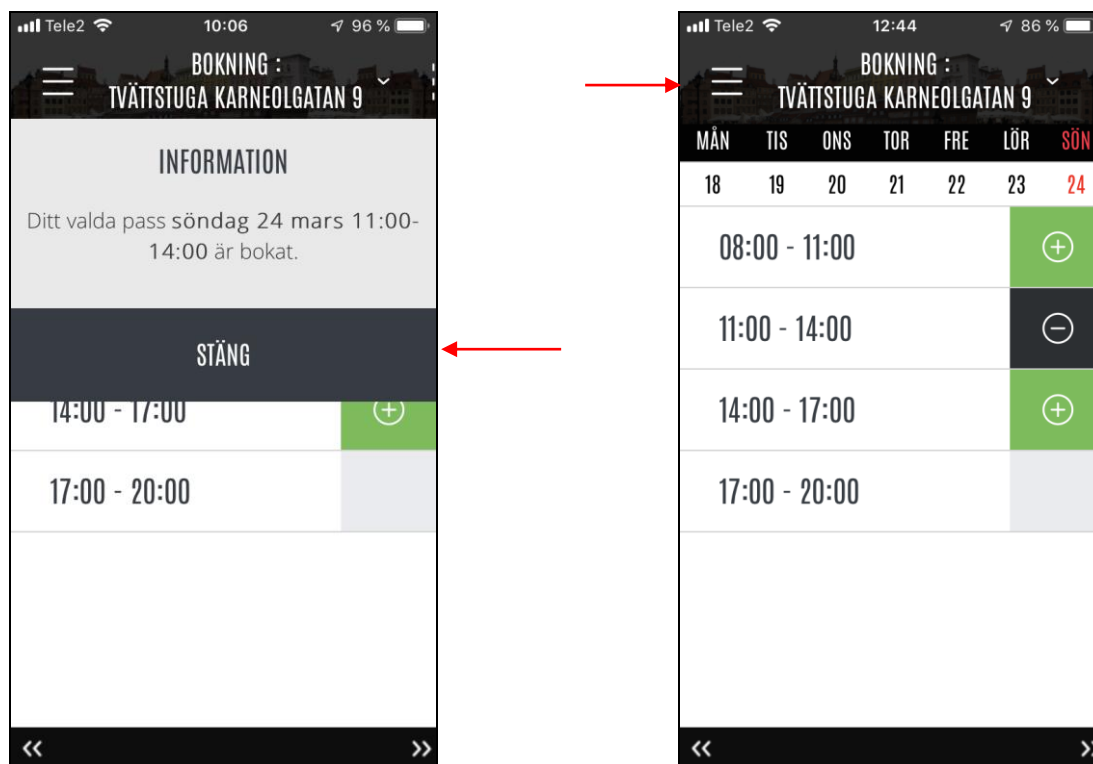 Tele2 10:06 96 %
BOKNING :
TVÄTTSTUGA KARNEOLGATAN 9
INFORMATION
Ditt valda pass söndag 24 mars 11:00-
14:00 är bokat.
STÄNG
14:00 - 17:00
17:00 - 20:00
Tele2 12:44 86 %
BOKNING :
TVÄTTSTUGA KARNEOLGATAN 9
MÅN TIS ONS TOR FRE LÖR SÖN
18 19 20 21 22 23 24
08:00 - 11:00
11:00 - 14:00
14:00 - 17:00
17:00 - 20:00